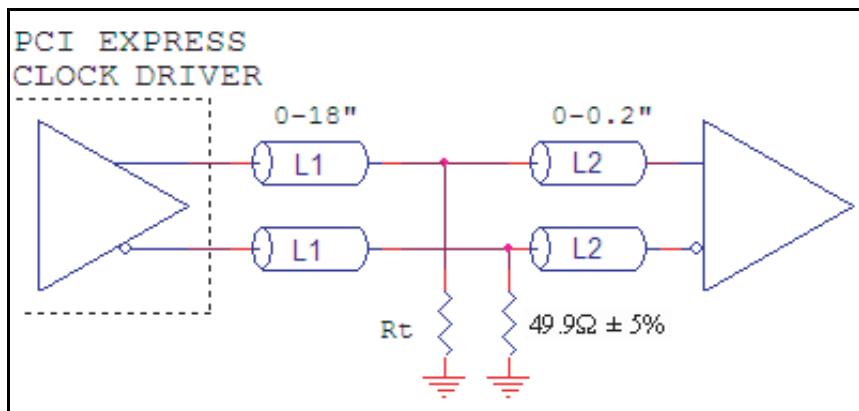 PCI EXPRESS
CLOCK DRIVER
0-18"
0-0.2"
L1
L2
L1
L2
Rt
49.9Ω ± 5%